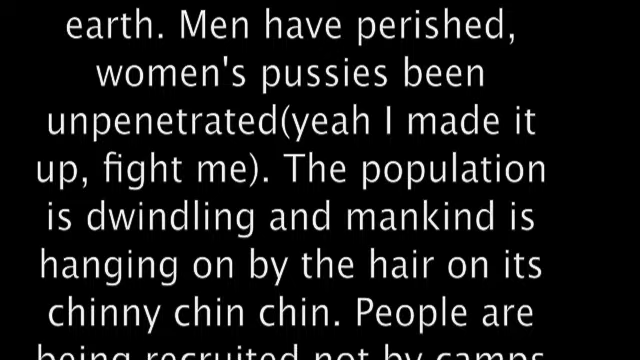 earth. Men have perished,
women's pussies been
unpenetrated(yeah I made it
up, fight me). The population
is dwindling and mankind is
hanging on by the hair on its
chinny chin chin. People are
being recruited not by camps